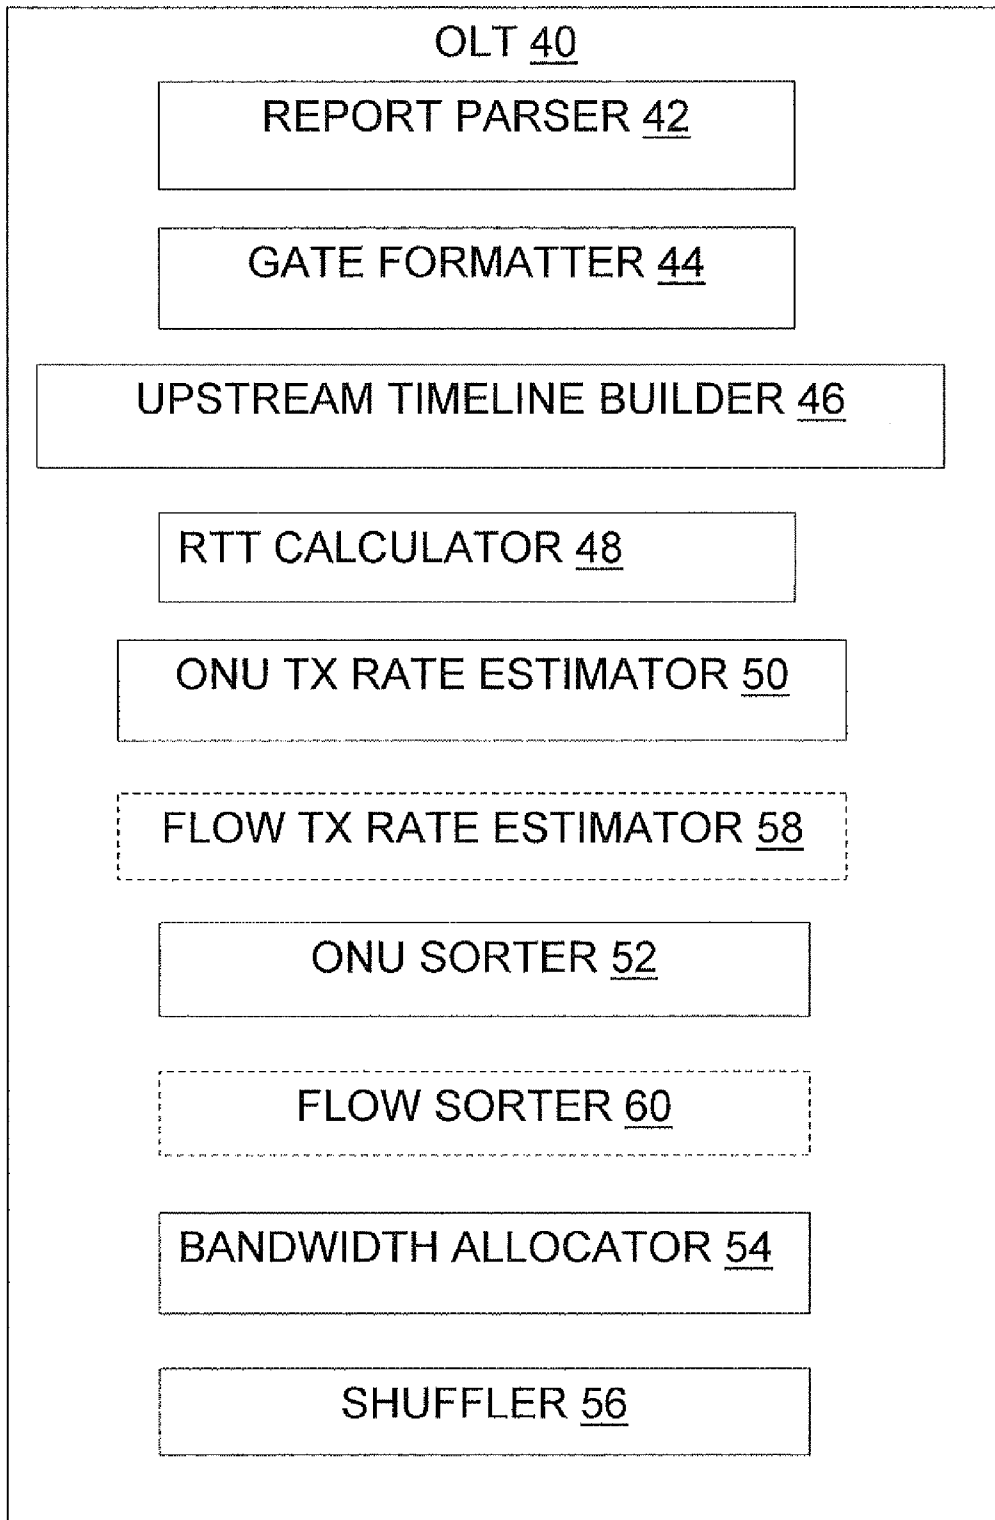 OLT 40
REPORT PARSER 42
GATE FORMATTER 44
UPSTREAM TIMELINE BUILDER 46
RTT CALCULATOR 48
ONU TX RATE ESTIMATOR 50
FLOW TX RATE ESTIMATOR 58
ONU SORTER 52
FLOW SORTER 60
BANDWIDTH ALLOCATOR 54
SHUFFLER 56